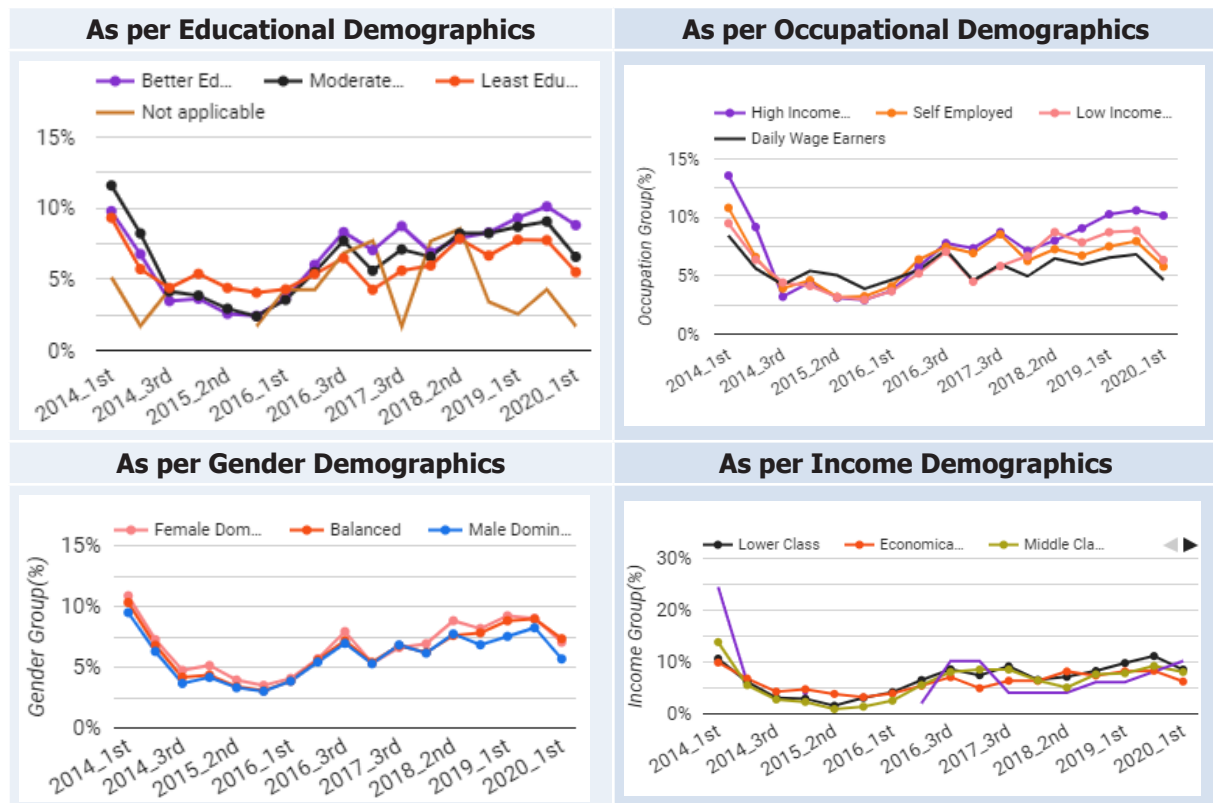 As per Educational Demographics
Better Ed... Moderate... Least Edu...
Not applicable
15%
10%
5%
0%
2014_1st 2014_3rd 2015_2nd 2016_1st 2016_3rd 2017_3rd 2018_2nd 2019_1st 2020_1st
As per Occupational Demographics
High Income... Self Employed Low Income...
Daily Wage Earners
Occupation Group(%)
15%
10%
5%
0%
2014_1st 2014_3rd 2015_2nd 2016_1st 2016_3rd 2017_3rd 2018_2nd 2019_1st 2020_1st
As per Gender Demographics
Female Dom... Balanced Male Domin...
Gender Group(%)
15%
10%
5%
0%
2014_1st 2014_3rd 2015_2nd 2016_1st 2016_3rd 2017_3rd 2018_2nd 2019_1st 2020_1st
As per Income Demographics
Lower Class Economica... Middle Cla...
Income Group(%)
30%
20%
10%
0%
2014_1st 2014_3rd 2015_2nd 2016_1st 2016_3rd 2017_3rd 2018_2nd 2019_1st 2020_1st